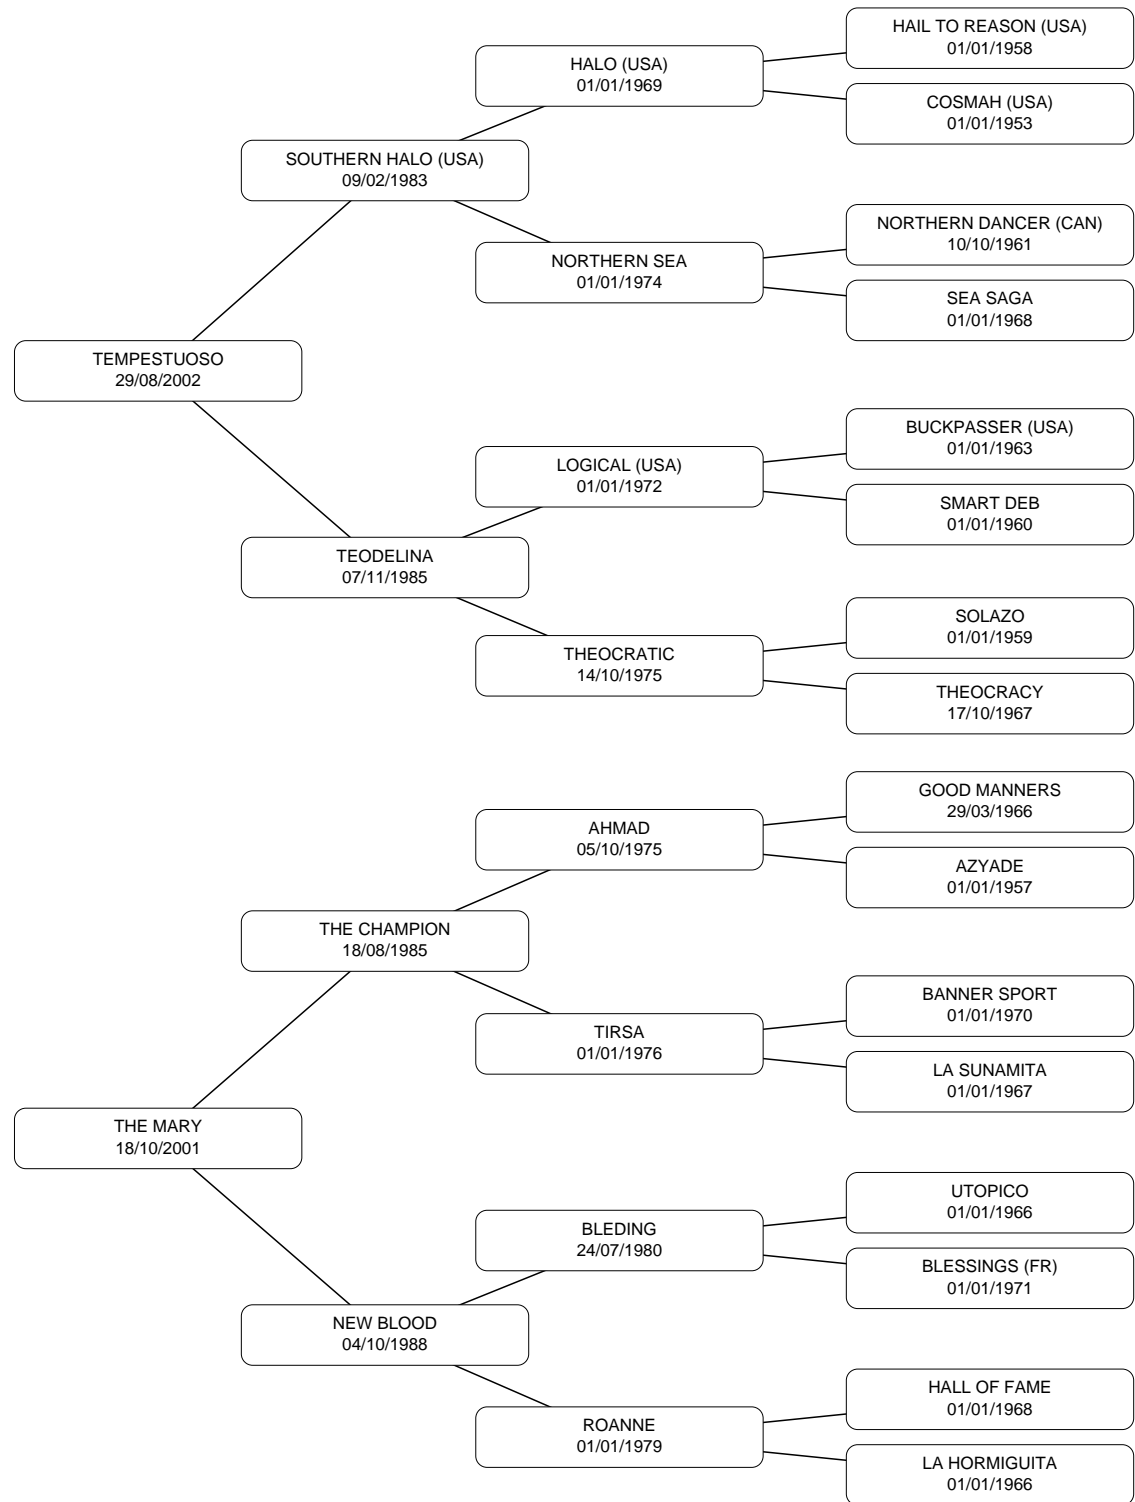 HAIL TO REASON (USA)
01/01/1958
HALO (USA)
01/01/1969
COSMAH (USA)
01/01/1953
SOUTHERN HALO (USA)
09/02/1983
NORTHERN DANCER (CAN)
10/10/1961
NORTHERN SEA
01/01/1974
SEA SAGA
01/01/1968
TEMPESTUOSO
29/08/2002
BUCKPASSER (USA)
01/01/1963
LOGICAL (USA)
01/01/1972
SMART DEB
01/01/1960
TEODELINA
07/11/1985
SOLAZO
01/01/1959
THEOCRATIC
14/10/1975
THEOCRACY
17/10/1967
GOOD MANNERS
29/03/1966
AHMAD
05/10/1975
AZYADE
01/01/1957
THE CHAMPION
18/08/1985
BANNER SPORT
01/01/1970
TIRSA
01/01/1976
LA SUNAMITA
01/01/1967
THE MARY
18/10/2001
UTOPICO
01/01/1966
BLEDING
24/07/1980
BLESSINGS (FR)
01/01/1971
NEW BLOOD
04/10/1988
HALL OF FAME
01/01/1968
ROANNE
01/01/1979
LA HORMIGUITA
01/01/1966